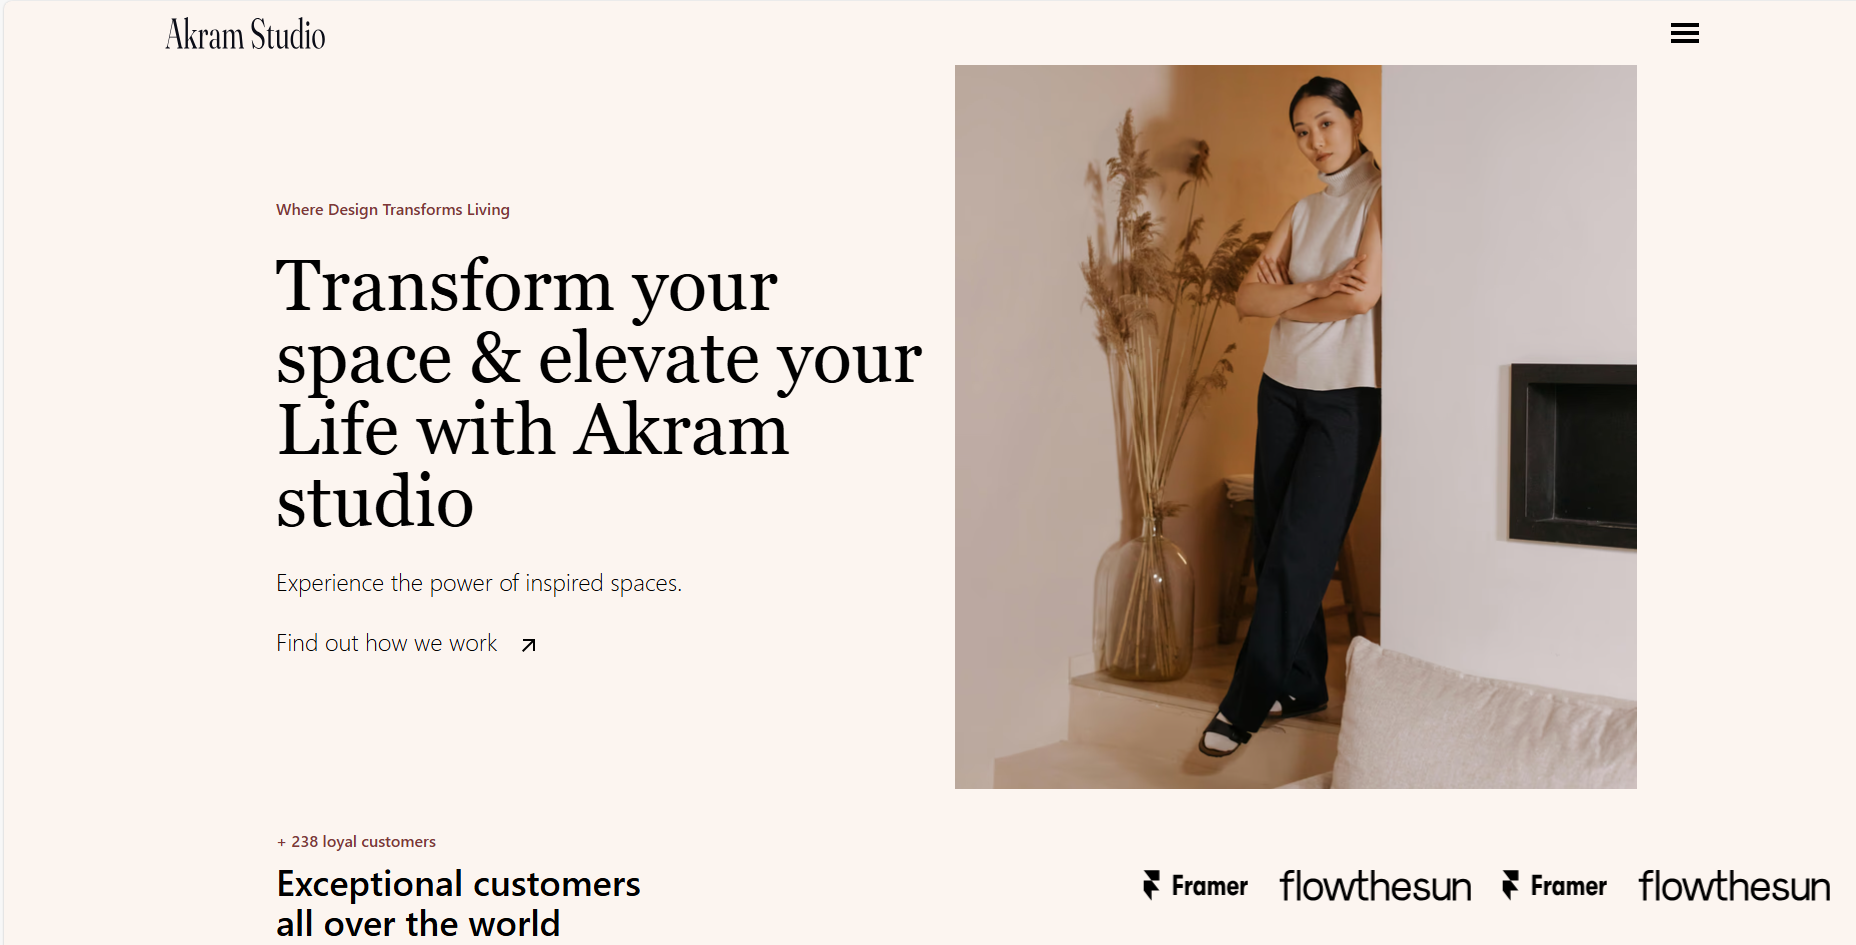 Akram Studio
Where Design Transforms Living
Transform your
space & elevate your
Life with Akram
studio
Experience the power of inspired spaces.
Find out how we work
+ 238 loyal customers
Exceptional customers
all over the world
Framer flowthesun Framer flowthesun